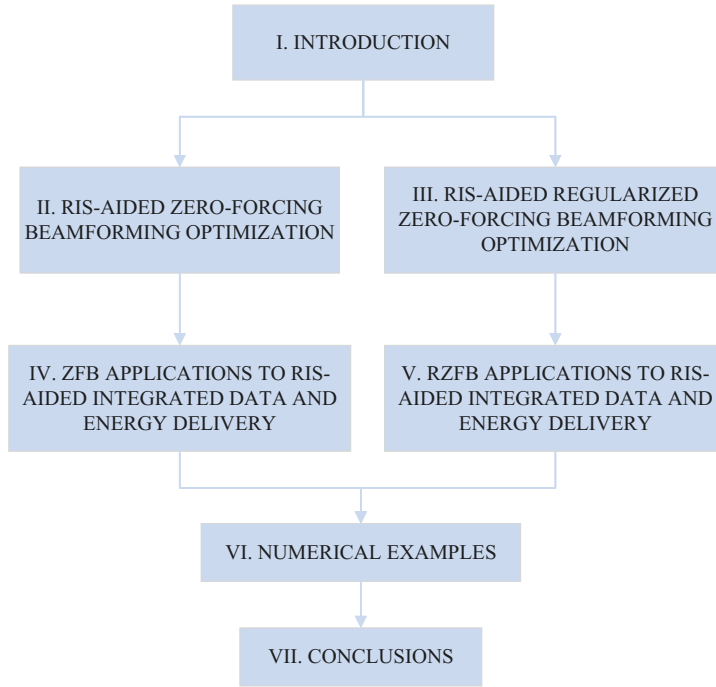 I. INTRODUCTION
II. RIS-AIDED ZERO-FORCING
BEAMFORMING OPTIMIZATION
III. RIS-AIDED REGULARIZED
ZERO-FORCING BEAMFORMING
OPTIMIZATION
IV. ZFB APPLICATIONS TO RIS-
AIDED INTEGRATED DATA AND
ENERGY DELIVERY
V. RZFB APPLICATIONS TO RIS-
AIDED INTEGRATED DATA AND
ENERGY DELIVERY
VI. NUMERICAL EXAMPLES
VII. CONCLUSIONS